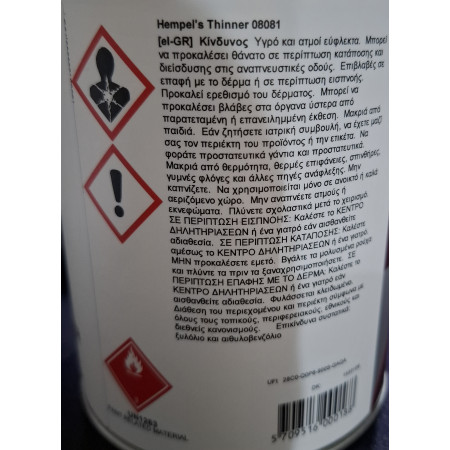 Hempel's Thinner 08081
[el-GR] Κίνδυνος Υγρό και ατμοί εύφλεκτα. Μπορεί
να προκαλέσει θάνατο σε περίπτωση κατάποσης και
διείσδυσης στις αναπνευστικές οδούς. Επιβλαβές σε
επαφή με το δέρμα ή σε περίπτωση εισπνοής.
Προκαλεί ερεθισμό του δέρματος. Μπορεί να
προκαλέσει βλάβες στα όργανα ύστερα από
παρατεταμένη ή επανειλημμένη έκθεση. Μακριά από
παιδιά. Εάν ζητήσετε ιατρική συμβουλή, να έχετε μαζί
σας τον περιέκτη του προϊόντος ή την ετικέτα. Να
φοράτε προστατευτικά γάντια και προστατευτικά.
Μακριά από θερμότητα, θερμές επιφάνειες, σπινθήρες,
γυμνές φλόγες και άλλες πηγές ανάφλεξης. Μην
καπνίζετε. Να χρησιμοποιείται μόνο σε ανοικτό ή καλά
αεριζόμενο χώρο. Μην αναπνέετε ατμούς ή
εκνεφώματα. Πλύνετε σχολαστικά μετά το χειρισμό.
ΣΕ ΠΕΡΙΠΤΩΣΗ ΕΙΣΠΝΟΗΣ: Καλέστε το ΚΕΝΤΡΟ
ΔΗΛΗΤΗΡΙΑΣΕΩΝ ή ένα γιατρό εάν αισθανθείτε
αδιαθεσία. ΣΕ ΠΕΡΙΠΤΩΣΗ ΚΑΤΑΠΟΣΗΣ: Καλέστε
αμέσως το ΚΕΝΤΡΟ ΔΗΛΗΤΗΡΙΑΣΕΩΝ ή ένα γιατρό.
ΜΗΝ προκαλέσετε εμετό. Βγάλτε τα μολυσμένα ρούχα
και πλύντε τα πριν τα ξαναχρησιμοποιήσετε. ΣΕ
ΠΕΡΙΠΤΩΣΗ ΕΠΑΦΗΣ ΜΕ ΤΟ ΔΕΡΜΑ: Καλέστε το
ΚΕΝΤΡΟ ΔΗΛΗΤΗΡΙΑΣΕΩΝ ή ένα γιατρό εάν
αισθανθείτε αδιαθεσία. Φυλάσσεται κλειδωμένο.
Διάθεση του περιεχομένου και περιέκτη σύμφωνα με
όλους τους τοπικούς, περιφερειακούς, εθνικούς και
διεθνείς κανονισμούς. Επικίνδυνα συστατικά:
ξυλόλιο και αιθυλοβενζόλιο
UFI:
UN1263
PAINT RELATED MATERIAL
5 709516 000188